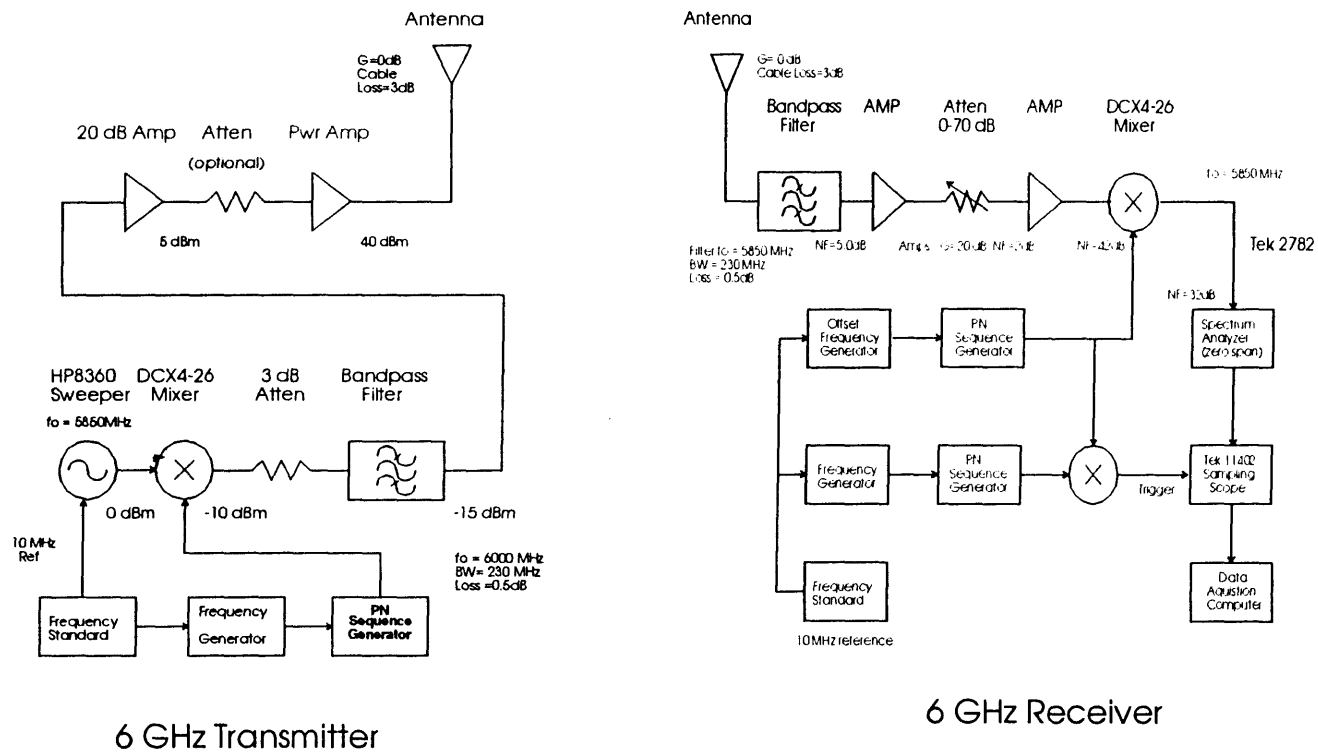 Antenna
G=0dB
Cable
Loss=3dB
20 dB Amp
Atten
(optional)
Pwr Amp
5 dBm
40 dBm
HP8360
Sweeper
DCX4-26
Mixer
3 dB
Atten
Bandpass
Filter
fo = 5850MHz
0 dBm
-10 dBm
-15 dBm
10 MHz
Ref
fo = 6000 MHz
BW= 230 MHz
Loss =0.5dB
Frequency
Standard
Frequency
Generator
PN
Sequence
Generator
6 GHz Transmitter
Antenna
G= 0dB
Cable Loss=3dB
Bandpass
Filter
AMP
Atten
0-70 dB
AMP
DCX4-26
Mixer
fo = 5850 MHz
Filter fo = 5850 MHz
BW = 230 MHz
Loss = 0.5dB
NF=5.0dB
Amps
Tek 2782
Offset
Frequency
Generator
PN
Sequence
Generator
Spectrum
Analyzer
(zero span)
Frequency
Generator
PN
Sequence
Generator
Trigger
Tek 11402
Sampling
Scope
Frequency
Standard
10 MHz reference
Data
Aquistion
Computer
6 GHz Receiver